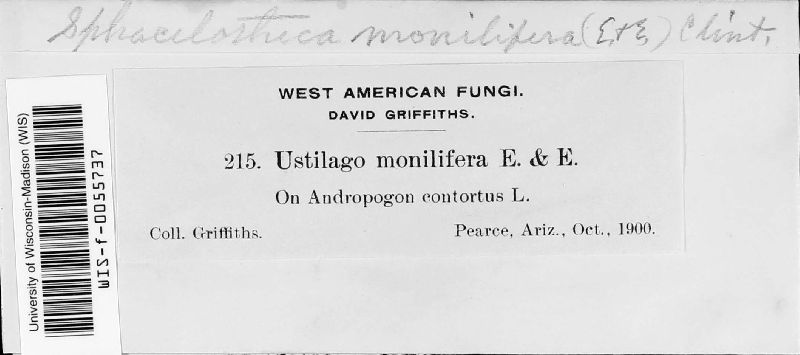 Sphacelotheca monilifera (E. & E.) Clint.
WEST AMERICAN FUNGI.
DAVID GRIFFITHS.
215. Ustilago monilifera E. & E.
On Andropogon contortus L.
Coll. Griffiths.
Pearce, Ariz., Oct., 1900.
University of Wisconsin-Madison (WIS)
WIS-f-0055737